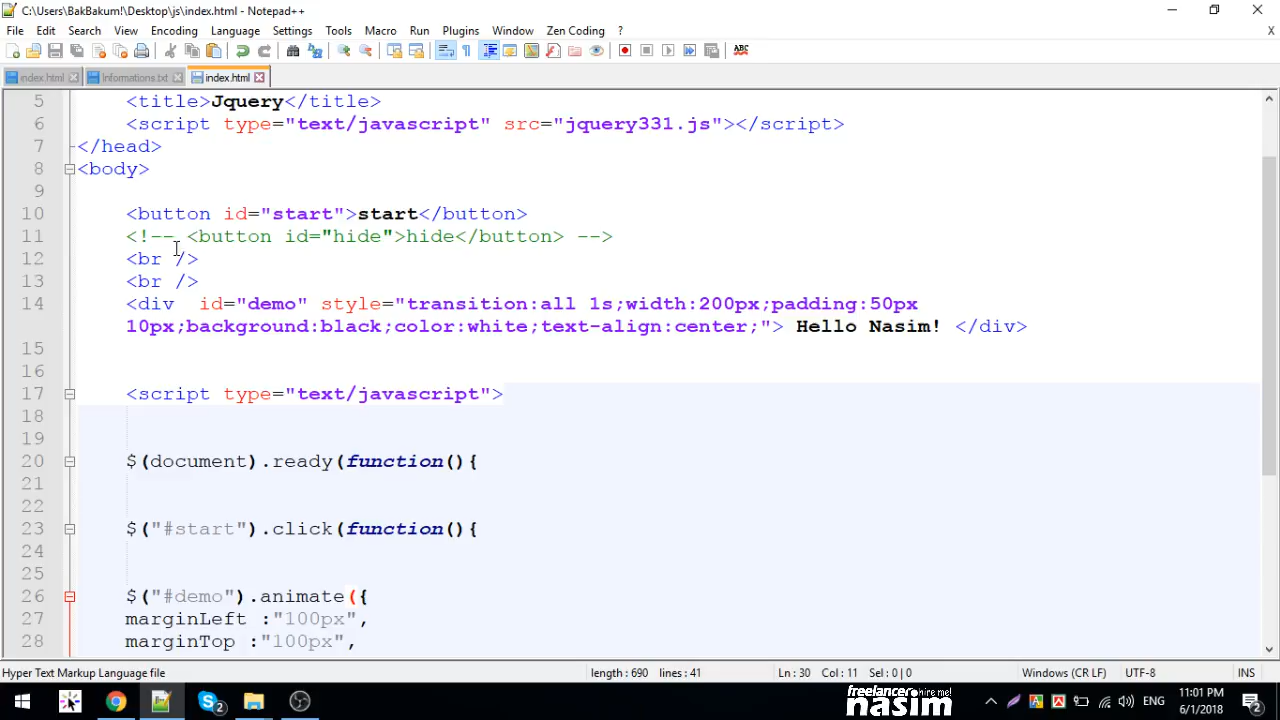 C:\Users\BakBakum!\Desktop\js\index.html - Notepad++
File Edit Search View Encoding Language Settings Tools Macro Run Plugins Window Zen Coding ? X
ABC
index.html Informations.txt index.html
5 <title>Jquery</title>
6 <script type="text/javascript" src="jquery331.js"></script>
7 </head>
8 <body>
9
10 <button id="start">start</button>
11 <!-- <button id="hide">hide</button> -->
12 <br />
13 <br />
14 <div  id="demo" style="transition:all 1s;width:200px;padding:50px
10px;background:black;color:white;text-align:center;"> Hello Nasim! </div>
15
16
17 <script type="text/javascript">
18
19
20 $(document).ready(function(){
21
22
23 $("#start").click(function(){
24
25
26 $("#demo").animate({
27 marginLeft :"100px",
28 marginTop :"100px",
Hyper Text Markup Language file length : 690 lines : 41 Ln : 30 Col : 11 Sel : 0 | 0 Windows (CR LF) UTF-8 INS
2 freelancer hire me! nasim ENG 11:01 PM 6/1/2018 2